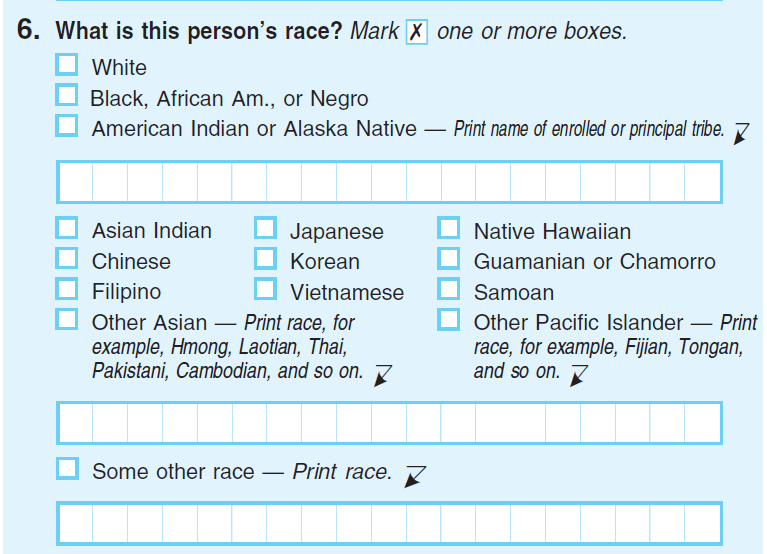 6. What is this person's race? Mark X one or more boxes.
White
Black, African Am., or Negro
American Indian or Alaska Native — Print name of enrolled or principal tribe.
Asian Indian
Japanese
Native Hawaiian
Chinese
Korean
Guamanian or Chamorro
Filipino
Vietnamese
Samoan
Other Asian — Print race, for
example, Hmong, Laotian, Thai,
Pakistani, Cambodian, and so on.
Other Pacific Islander — Print
race, for example, Fijian, Tongan,
and so on.
Some other race — Print race.